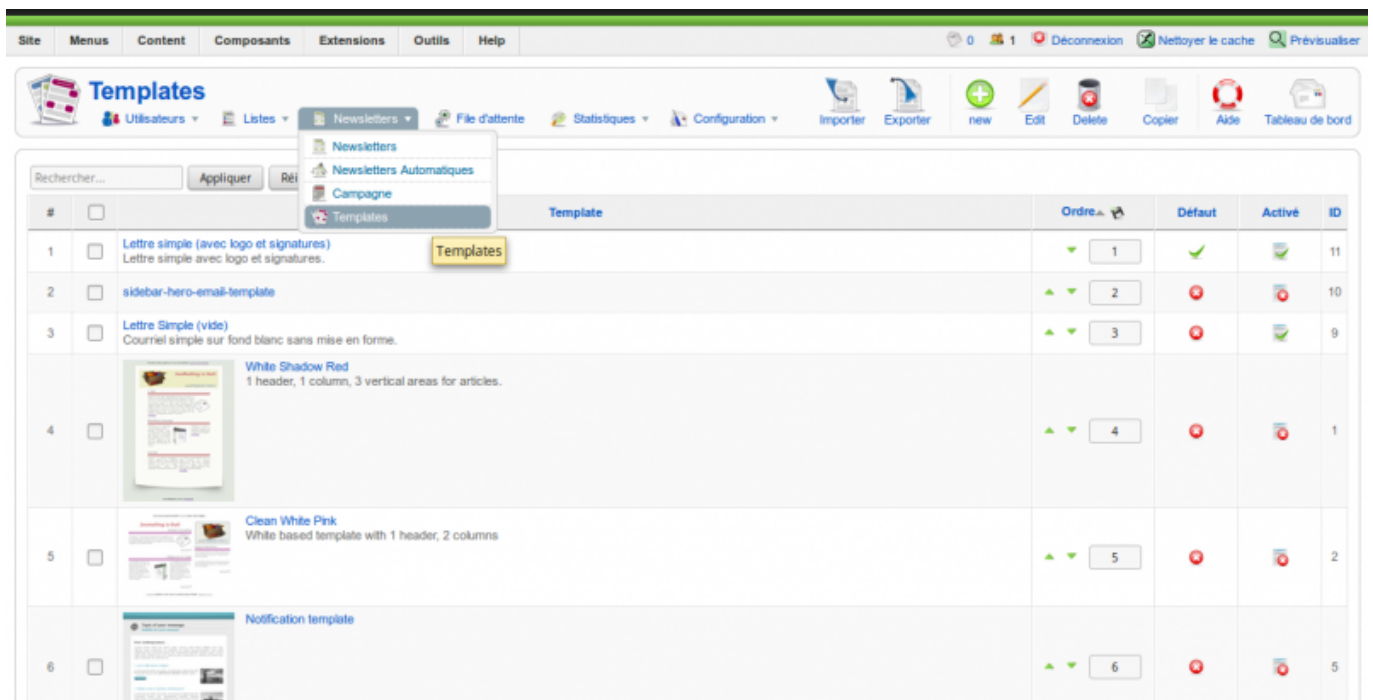 Site Menus Content Composants Extensions Outils Help 0 1 Déconnexion Nettoyer le cache Prévisualiser
Templates
Utilisateurs Listes Newsletters File d'attente Statistiques Configuration Importer Exporter new Edit Delete Copier Aide Tableau de bord
Newsletters
Newsletters Automatiques
Campagne
Templates
Rechercher... Appliquer Réi
# Template Ordre Défaut Activé ID
1 Lettre simple (avec logo et signatures) 1 11
Lettre simple avec logo et signatures.
Templates
2 sidebar-hero-email-template 2 10
3 Lettre Simple (vide) 3 9
Courriel simple sur fond blanc sans mise en forme.
White Shadow Red
1 header, 1 column, 3 vertical areas for articles.
4 4 1
Clean White Pink
White based template with 1 header, 2 columns
5 5 2
Notification template
6 6 5